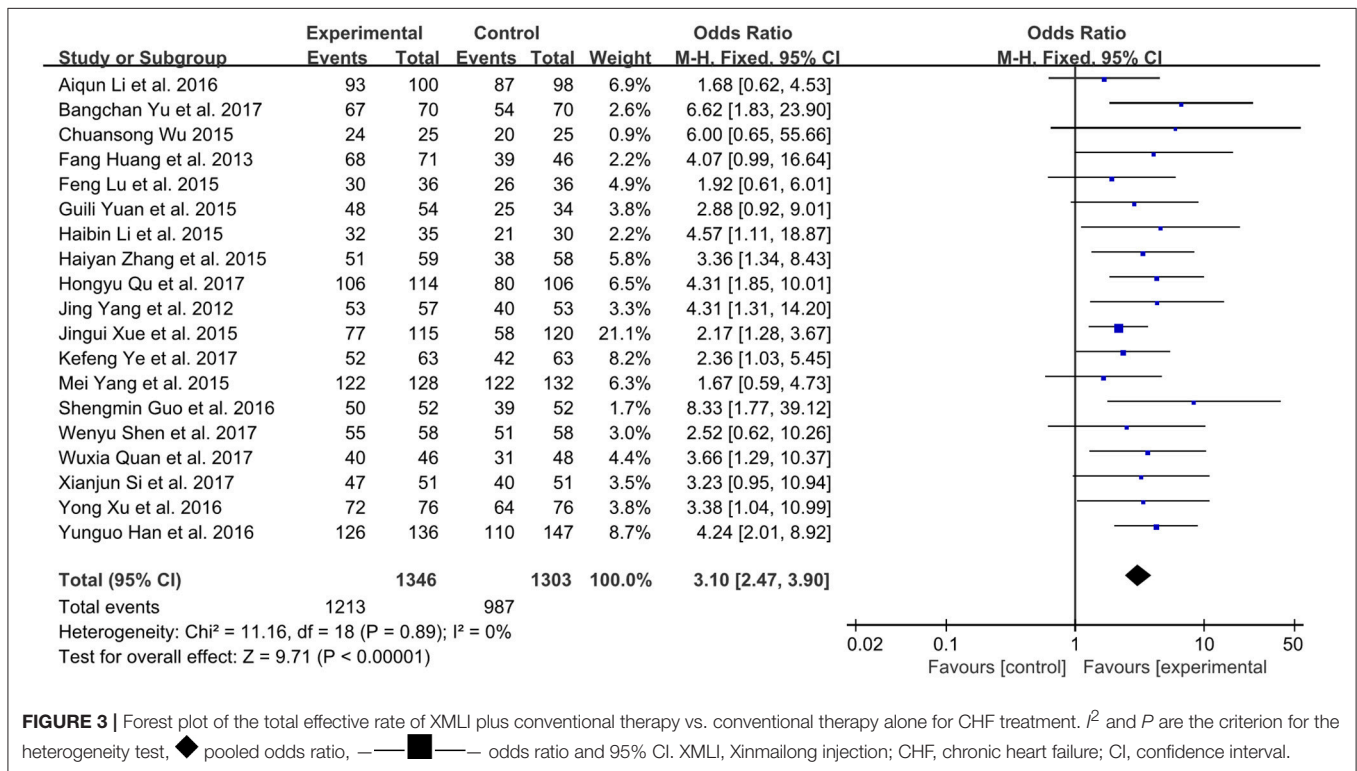 Experimental Control Odds Ratio Odds Ratio
Study or Subgroup Events Total Events Total Weight M-H, Fixed, 95% CI M-H, Fixed, 95% CI
Aiqun Li et al. 2016 93 100 87 98 6.9% 1.68 [0.62, 4.53]
Bangchan Yu et al. 2017 67 70 54 70 2.6% 6.62 [1.83, 23.90]
Chuansong Wu 2015 24 25 20 25 0.9% 6.00 [0.65, 55.66]
Fang Huang et al. 2013 68 71 39 46 2.2% 4.07 [0.99, 16.64]
Feng Lu et al. 2015 30 36 26 36 4.9% 1.92 [0.61, 6.01]
Guili Yuan et al. 2015 48 54 25 34 3.8% 2.88 [0.92, 9.01]
Haibin Li et al. 2015 32 35 21 30 2.2% 4.57 [1.11, 18.87]
Haiyan Zhang et al. 2015 51 59 38 58 5.8% 3.36 [1.34, 8.43]
Hongyu Qu et al. 2017 106 114 80 106 6.5% 4.31 [1.85, 10.01]
Jing Yang et al. 2012 53 57 40 53 3.3% 4.31 [1.31, 14.20]
Jingui Xue et al. 2015 77 115 58 120 21.1% 2.17 [1.28, 3.67]
Kefeng Ye et al. 2017 52 63 42 63 8.2% 2.36 [1.03, 5.45]
Mei Yang et al. 2015 122 128 122 132 6.3% 1.67 [0.59, 4.73]
Shengmin Guo et al. 2016 50 52 39 52 1.7% 8.33 [1.77, 39.12]
Wenyu Shen et al. 2017 55 58 51 58 3.0% 2.52 [0.62, 10.26]
Wuxia Quan et al. 2017 40 46 31 48 4.4% 3.66 [1.29, 10.37]
Xianjun Si et al. 2017 47 51 40 51 3.5% 3.23 [0.95, 10.94]
Yong Xu et al. 2016 72 76 64 76 3.8% 3.38 [1.04, 10.99]
Yunguo Han et al. 2016 126 136 110 147 8.7% 4.24 [2.01, 8.92]
Total (95% CI) 1346 1303 100.0% 3.10 [2.47, 3.90]
Total events 1213 987
Heterogeneity: Chi² = 11.16, df = 18 (P = 0.89); I² = 0%
Test for overall effect: Z = 9.71 (P < 0.00001)
0.02 0.1 1 10 50
Favours [control] Favours [experimental
FIGURE 3 | Forest plot of the total effective rate of XMLI plus conventional therapy vs. conventional therapy alone for CHF treatment. I² and P are the criterion for the
heterogeneity test, ◆ pooled odds ratio, —■— odds ratio and 95% CI. XMLI, Xinmailong injection; CHF, chronic heart failure; CI, confidence interval.